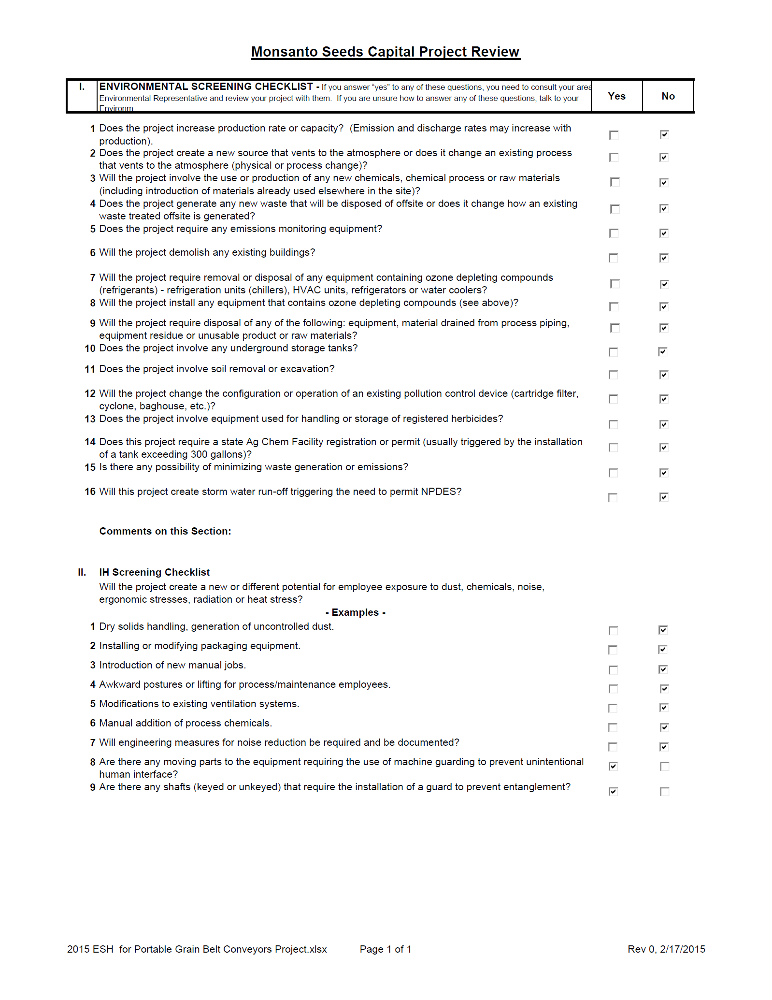 Monsanto Seeds Capital Project Review
I. ENVIRONMENTAL SCREENING CHECKLIST - If you answer “yes” to any of these questions, you need to consult your area Yes No
Environmental Representative and review your project with them.  If you are unsure how to answer any of these questions, talk to your
Environm
1 Does the project increase production rate or capacity?  (Emission and discharge rates may increase with
production).
2 Does the project create a new source that vents to the atmosphere or does it change an existing process
that vents to the atmosphere (physical or process change)?
3 Will the project involve the use or production of any new chemicals, chemical process or raw materials
(including introduction of materials already used elsewhere in the site)?
4 Does the project generate any new waste that will be disposed of offsite or does it change how an existing
waste treated offsite is generated?
5 Does the project require any emissions monitoring equipment?
6 Will the project demolish any existing buildings?
7 Will the project require removal or disposal of any equipment containing ozone depleting compounds
(refrigerants) - refrigeration units (chillers), HVAC units, refrigerators or water coolers?
8 Will the project install any equipment that contains ozone depleting compounds (see above)?
9 Will the project require disposal of any of the following: equipment, material drained from process piping,
equipment residue or unusable product or raw materials?
10 Does the project involve any underground storage tanks?
11 Does the project involve soil removal or excavation?
12 Will the project change the configuration or operation of an existing pollution control device (cartridge filter,
cyclone, baghouse, etc.)?
13 Does the project involve equipment used for handling or storage of registered herbicides?
14 Does this project require a state Ag Chem Facility registration or permit (usually triggered by the installation
of a tank exceeding 300 gallons)?
15 Is there any possibility of minimizing waste generation or emissions?
16 Will this project create storm water run-off triggering the need to permit NPDES?
Comments on this Section:
II. IH Screening Checklist
Will the project create a new or different potential for employee exposure to dust, chemicals, noise,
ergonomic stresses, radiation or heat stress?
- Examples -
1 Dry solids handling, generation of uncontrolled dust.
2 Installing or modifying packaging equipment.
3 Introduction of new manual jobs.
4 Awkward postures or lifting for process/maintenance employees.
5 Modifications to existing ventilation systems.
6 Manual addition of process chemicals.
7 Will engineering measures for noise reduction be required and be documented?
8 Are there any moving parts to the equipment requiring the use of machine guarding to prevent unintentional
human interface?
9 Are there any shafts (keyed or unkeyed) that require the installation of a guard to prevent entanglement?
2015 ESH  for Portable Grain Belt Conveyors Project.xlsx Page 1 of 1 Rev 0, 2/17/2015